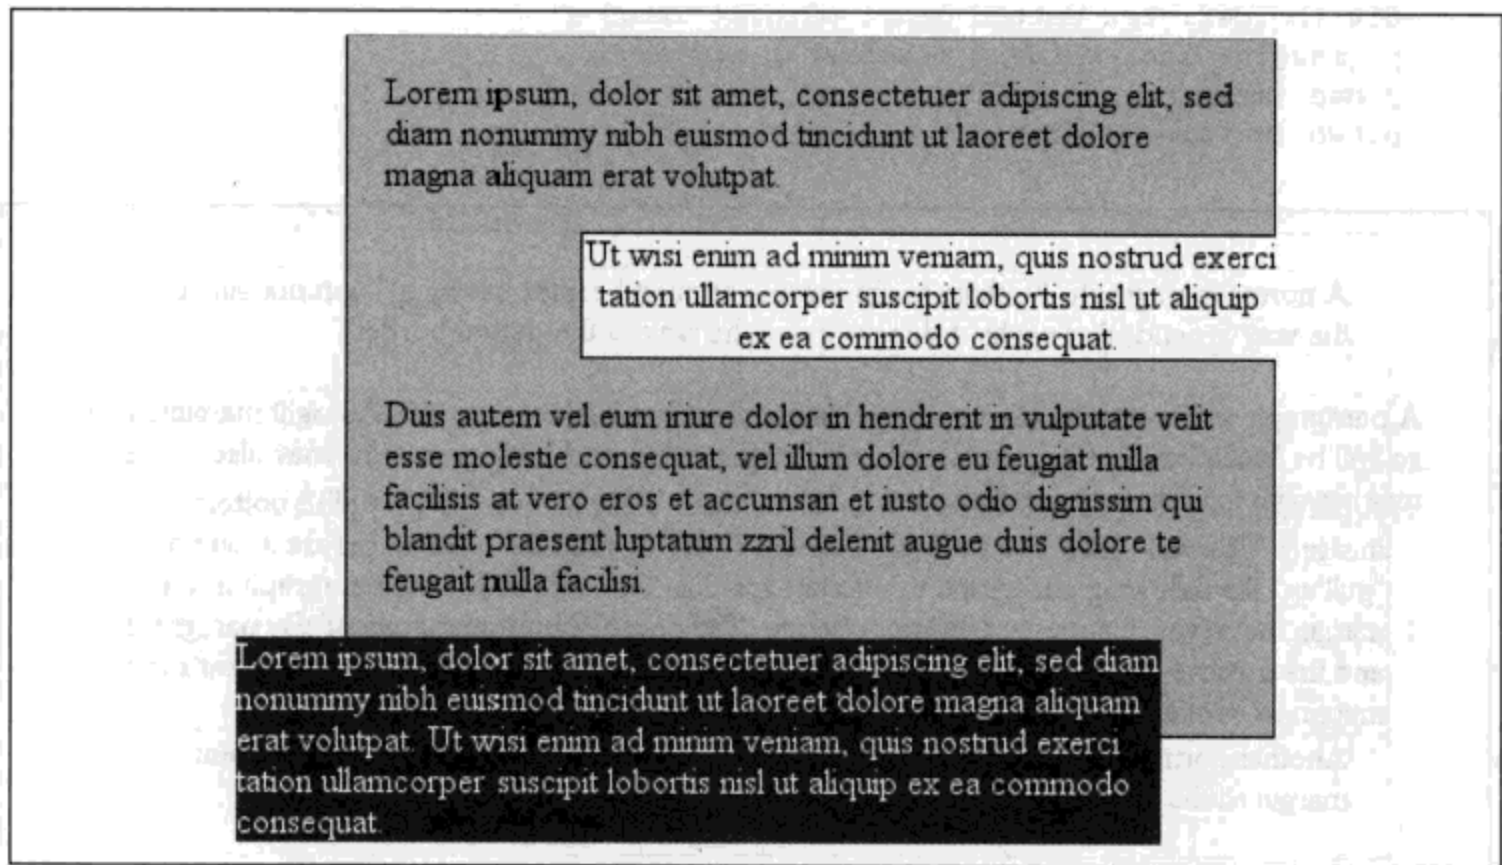 Lorem ipsum, dolor sit amet, consectetuer adipiscing elit, sed
diam nonummy nibh euismod tincidunt ut laoreet dolore
magna aliquam erat volutpat.
Ut wisi enim ad minim veniam, quis nostrud exerci
tation ullamcorper suscipit lobortis nisl ut aliquip
ex ea commodo consequat.
Duis autem vel eum iriure dolor in hendrerit in vulputate velit
esse molestie consequat, vel illum dolore eu feugiat nulla
facilisis at vero eros et accumsan et iusto odio dignissim qui
blandit praesent luptatum zzril delenit augue duis dolore te
feugait nulla facilisi.
Lorem ipsum, dolor sit amet, consectetuer adipiscing elit, sed diam
nonummy nibh euismod tincidunt ut laoreet dolore magna aliquam
erat volutpat. Ut wisi enim ad minim veniam, quis nostrud exerci
tation ullamcorper suscipit lobortis nisl ut aliquip ex ea commodo
consequat.